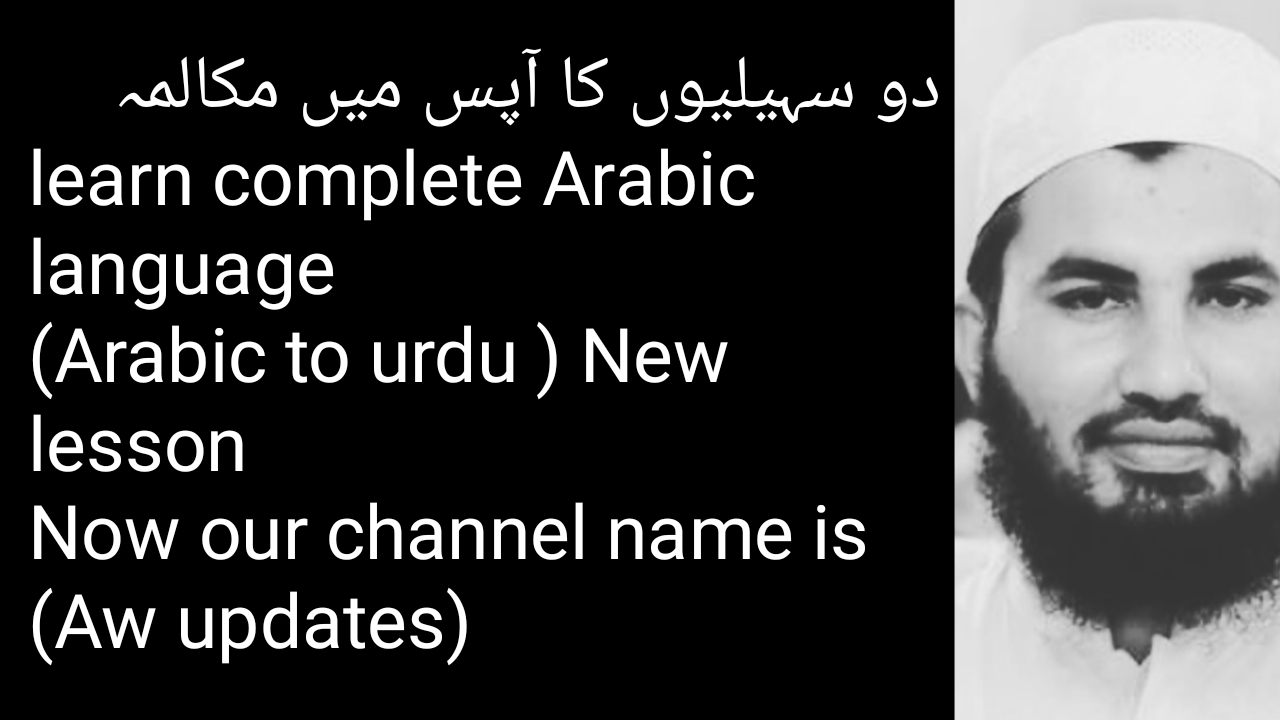 دو سہیلیوں کا آپس میں مکالمہ
learn complete Arabic
language
(Arabic to urdu ) New
lesson
Now our channel name is
(Aw updates)